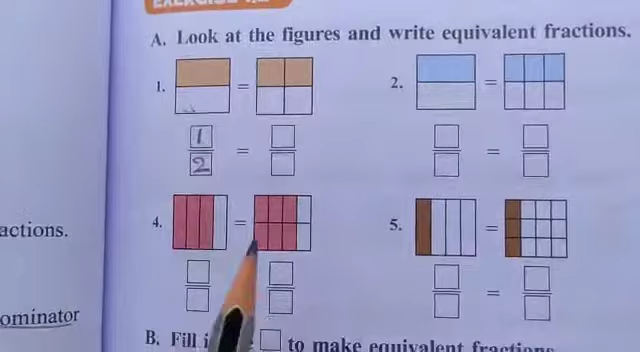 EXERCISE
A. Look at the figures and write equivalent fractions.
1. =
2. =
1
2
=
=
actions.
4. =
5. =
=
ominator
B. Fill i to make equivalent fractions